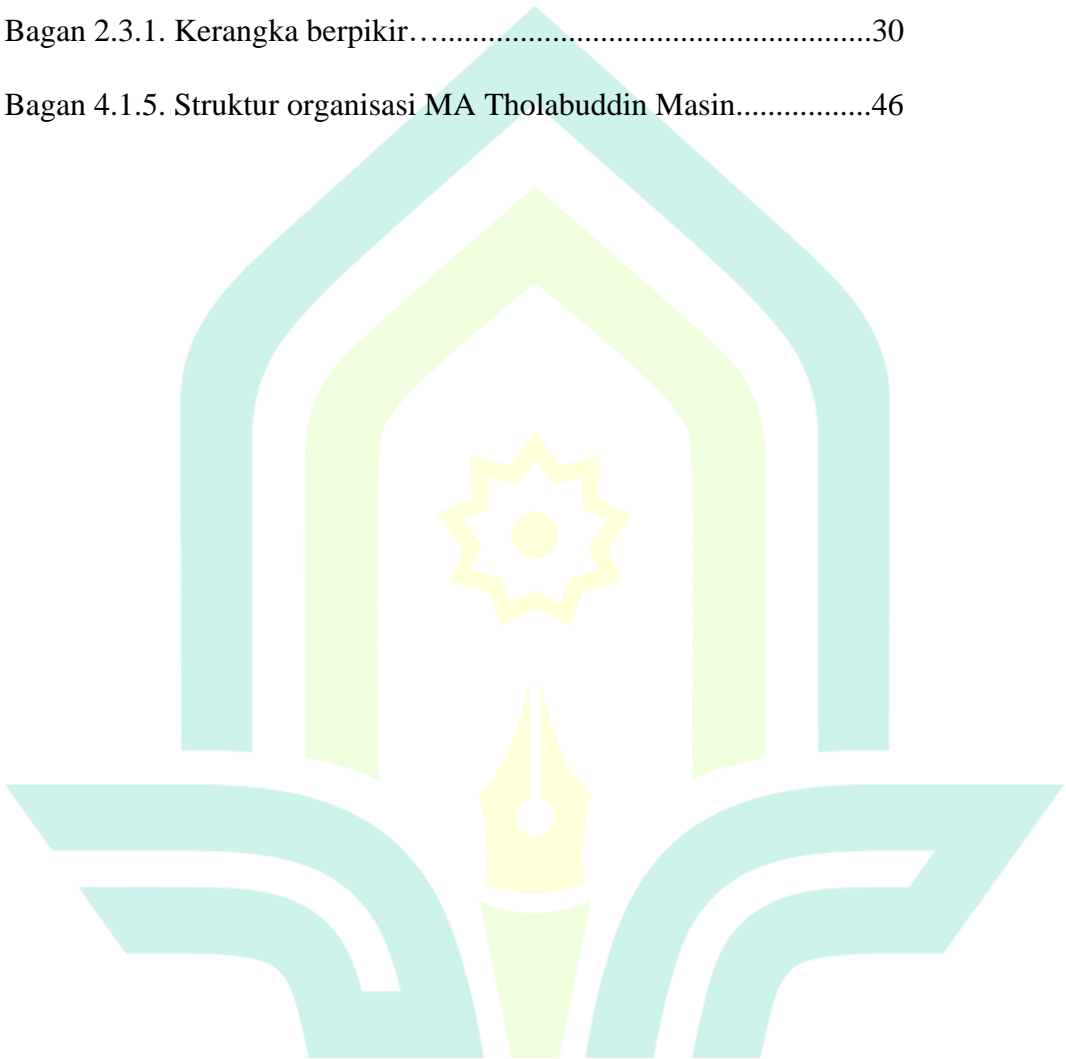 Bagan 2.3.1. Kerangka berpikir…......................................................30
Bagan 4.1.5. Struktur organisasi MA Tholabuddin Masin.................46